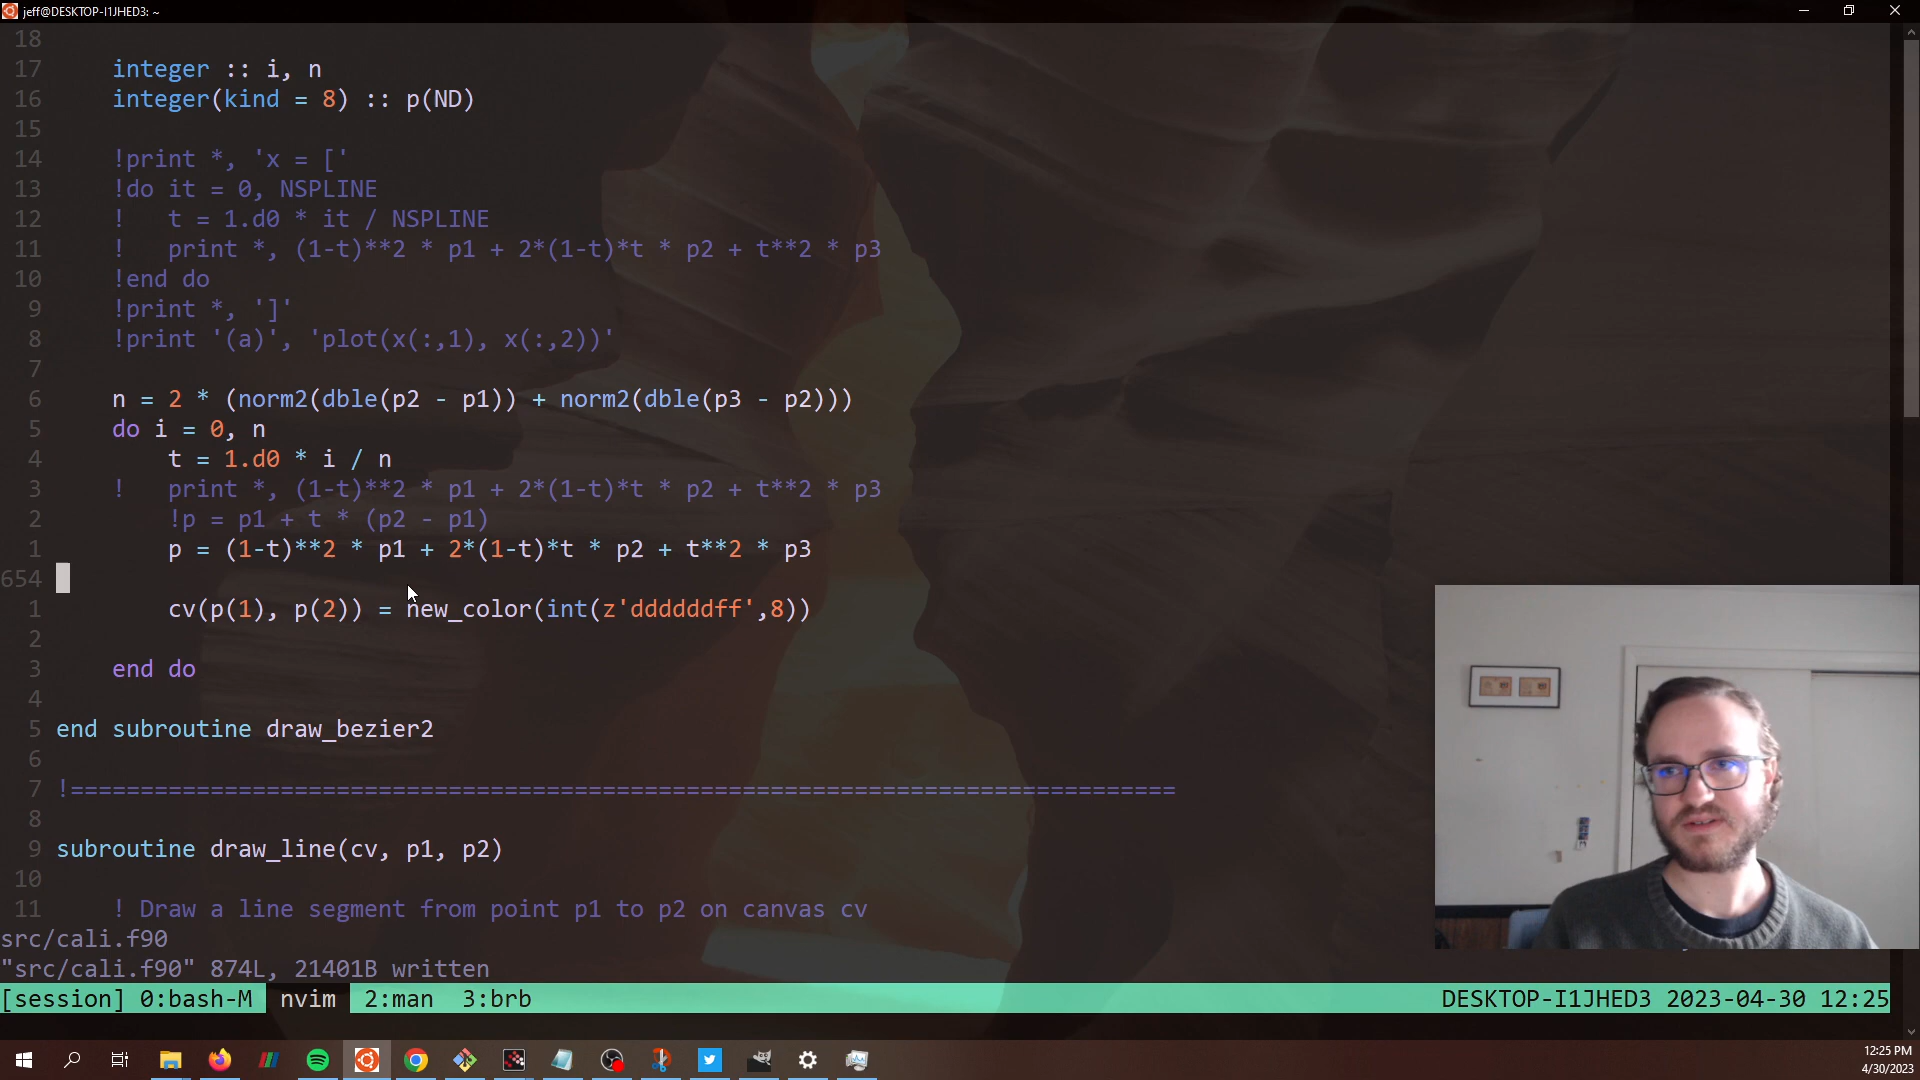 jeff@DESKTOP-I1JHED3: ~
18
17 integer :: i, n
16 integer(kind = 8) :: p(ND)
15
14 !print *, 'x = ['
13 !do it = 0, NSPLINE
12 ! t = 1.d0 * it / NSPLINE
11 ! print *, (1-t)**2 * p1 + 2*(1-t)*t * p2 + t**2 * p3
10 !end do
9 !print *, ']'
8 !print '(a)', 'plot(x(:,1), x(:,2))'
7
6 n = 2 * (norm2(dble(p2 - p1)) + norm2(dble(p3 - p2)))
5 do i = 0, n
4 t = 1.d0 * i / n
3 ! print *, (1-t)**2 * p1 + 2*(1-t)*t * p2 + t**2 * p3
2 !p = p1 + t * (p2 - p1)
1 p = (1-t)**2 * p1 + 2*(1-t)*t * p2 + t**2 * p3
654
1 cv(p(1), p(2)) = new_color(int(z'ddddddff',8))
2
3 end do
4
5 end subroutine draw_bezier2
6
7 !===============================================================================
8
9 subroutine draw_line(cv, p1, p2)
10
11 ! Draw a line segment from point p1 to p2 on canvas cv
src/cali.f90
"src/cali.f90" 874L, 21401B written
[session] 0:bash-M nvim 2:man 3:brb DESKTOP-I1JHED3 2023-04-30 12:25
12:25 PM
4/30/2023